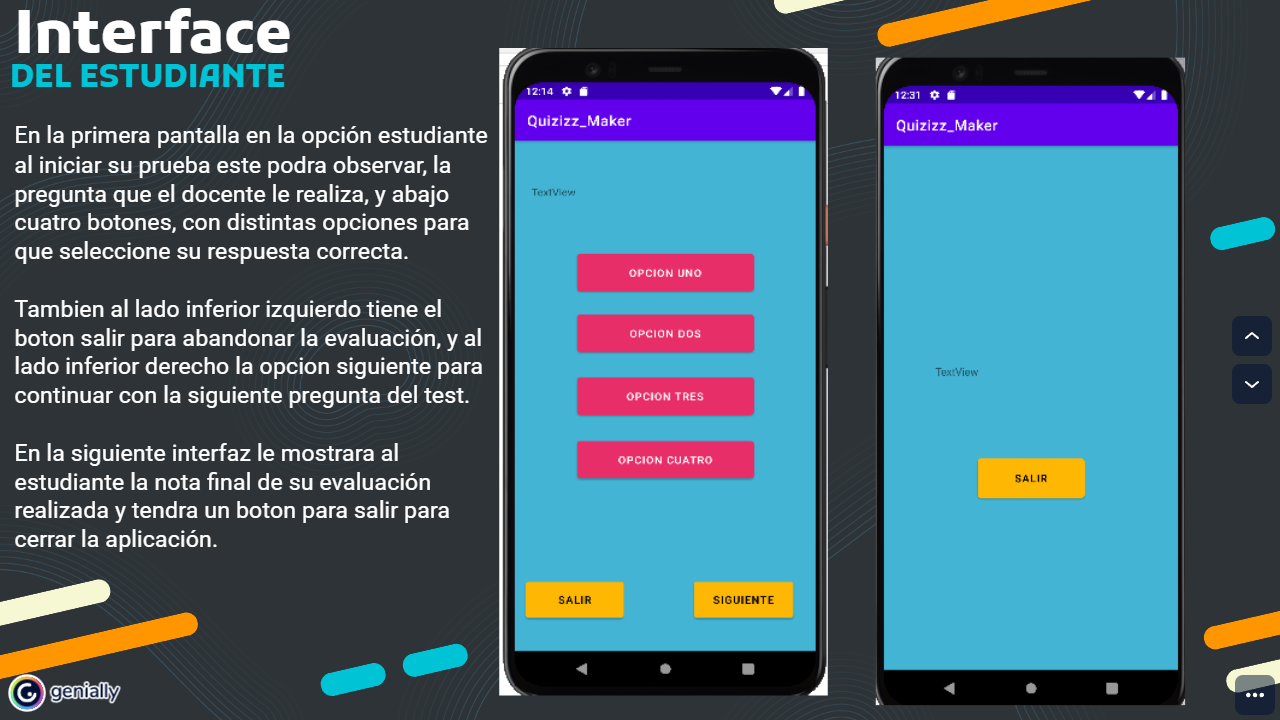 Interface
DEL ESTUDIANTE
En la primera pantalla en la opción estudiante
al iniciar su prueba este podra observar, la
pregunta que el docente le realiza, y abajo
cuatro botones, con distintas opciones para
que seleccione su respuesta correcta.
Tambien al lado inferior izquierdo tiene el
boton salir para abandonar la evaluación, y al
lado inferior derecho la opcion siguiente para
continuar con la siguiente pregunta del test.
En la siguiente interfaz le mostrara al
estudiante la nota final de su evaluación
realizada y tendra un boton para salir para
cerrar la aplicación.
12:14
Quizizz_Maker
TextView
OPCION UNO
OPCION DOS
OPCION TRES
OPCION CUATRO
SALIR
SIGUIENTE
12:31
Quizizz_Maker
TextView
SALIR
genially